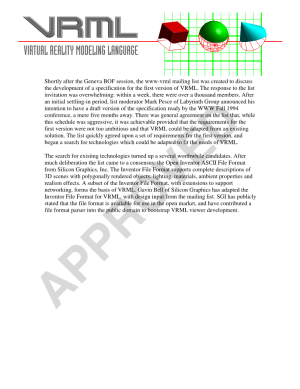 VRML
VIRTUAL REALITY MODELING LANGUAGE
Shortly after the Geneva BOF session, the www-vrml mailing list was created to discuss
the development of a specification for the first version of VRML. The response to the list
invitation was overwhelming: within a week, there were over a thousand members. After
an initial settling-in period, list moderator Mark Pesce of Labyrinth Group announced his
intention to have a draft version of the specification ready by the WWW Fall 1994
conference, a mere five months away. There was general agreement on the list that, while
this schedule was aggressive, it was achievable provided that the requirements for the
first version were not too ambitious and that VRML could be adapted from an existing
solution. The list quickly agreed upon a set of requirements for the first version, and
began a search for technologies which could be adapted to fit the needs of VRML.
The search for existing technologies turned up a several worthwhile candidates. After
much deliberation the list came to a consensus: the Open Inventor ASCII File Format
from Silicon Graphics, Inc. The Inventor File Format supports complete descriptions of
3D scenes with polygonally rendered objects, lighting, materials, ambient properties and
realism effects. A subset of the Inventor File Format, with extensions to support
networking, forms the basis of VRML. Gavin Bell of Silicon Graphics has adapted the
Inventor File Format for VRML, with design input from the mailing list. SGI has publicly
stated that the file format is available for use in the open market, and have contributed a
file format parser into the public domain to bootstrap VRML viewer development.
APPROVED